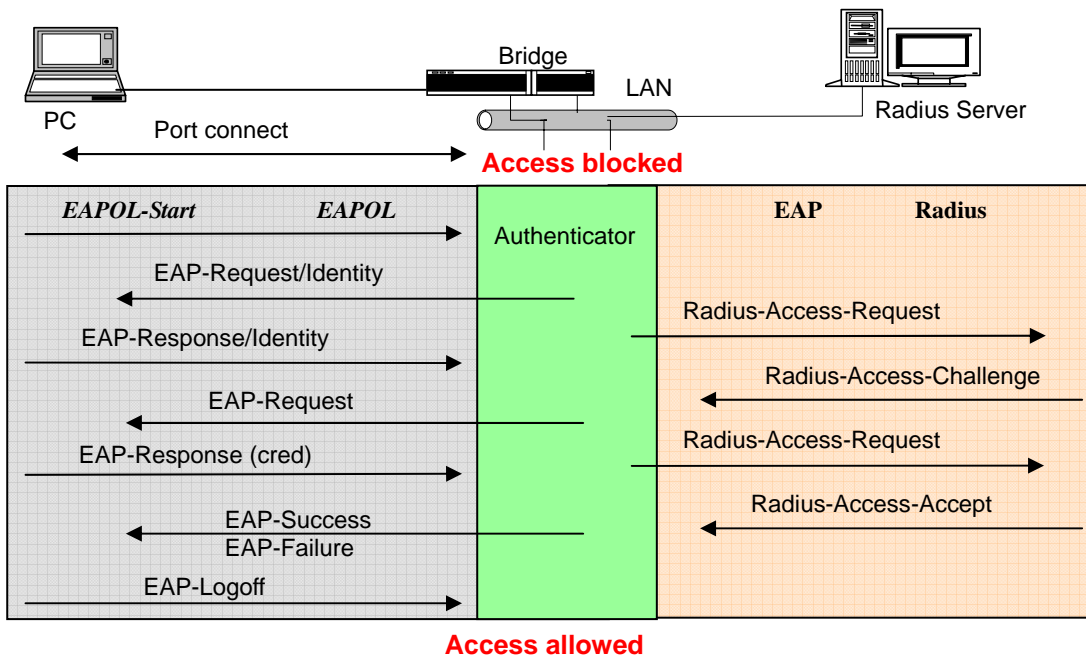 Bridge
LAN
PC
Radius Server
Port connect
Access blocked
EAPOL-Start
EAPOL
EAP
Radius
Authenticator
EAP-Request/Identity
Radius-Access-Request
EAP-Response/Identity
Radius-Access-Challenge
EAP-Request
Radius-Access-Request
EAP-Response (cred)
Radius-Access-Accept
EAP-Success
EAP-Failure
EAP-Logoff
Access allowed